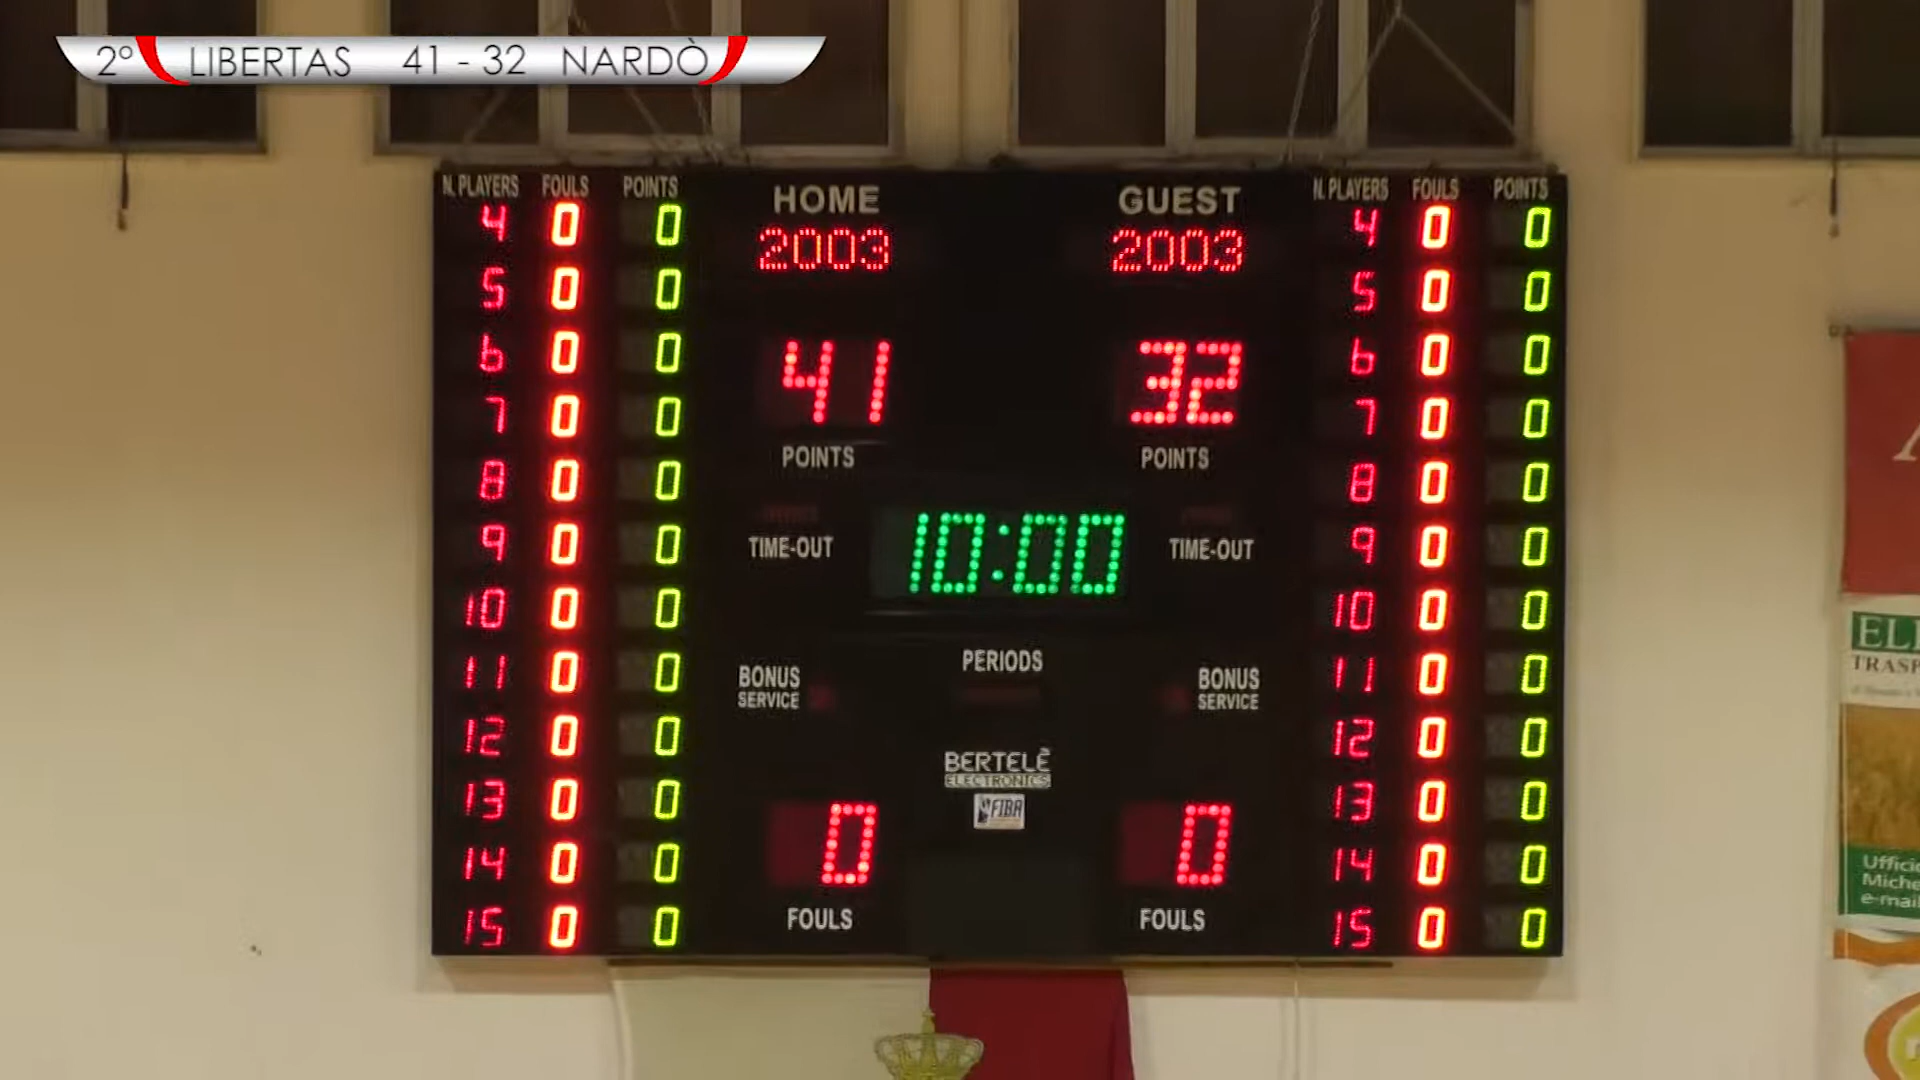 2° LIBERTAS 41 - 32 NARDÒ
N. PLAYERS FOULS POINTS HOME GUEST N. PLAYERS FOULS POINTS
2003 2003
4 0 0 4 0 0
5 0 0 5 0 0
6 0 0 41 32 6 0 0
7 0 0 7 0 0
POINTS POINTS
8 0 0 8 0 0
9 0 0 TIME-OUT 10:00 TIME-OUT 9 0 0
10 0 0 10 0 0
PERIODS
11 0 0 BONUS BONUS 11 0 0
SERVICE SERVICE
12 0 0 12 0 0
BERTELÈ
ELECTRONICS
13 0 0 FIBA 13 0 0
14 0 0 0 0 14 0 0
15 0 0 FOULS FOULS 15 0 0
TRASP
Uffici
Miche
e-mail